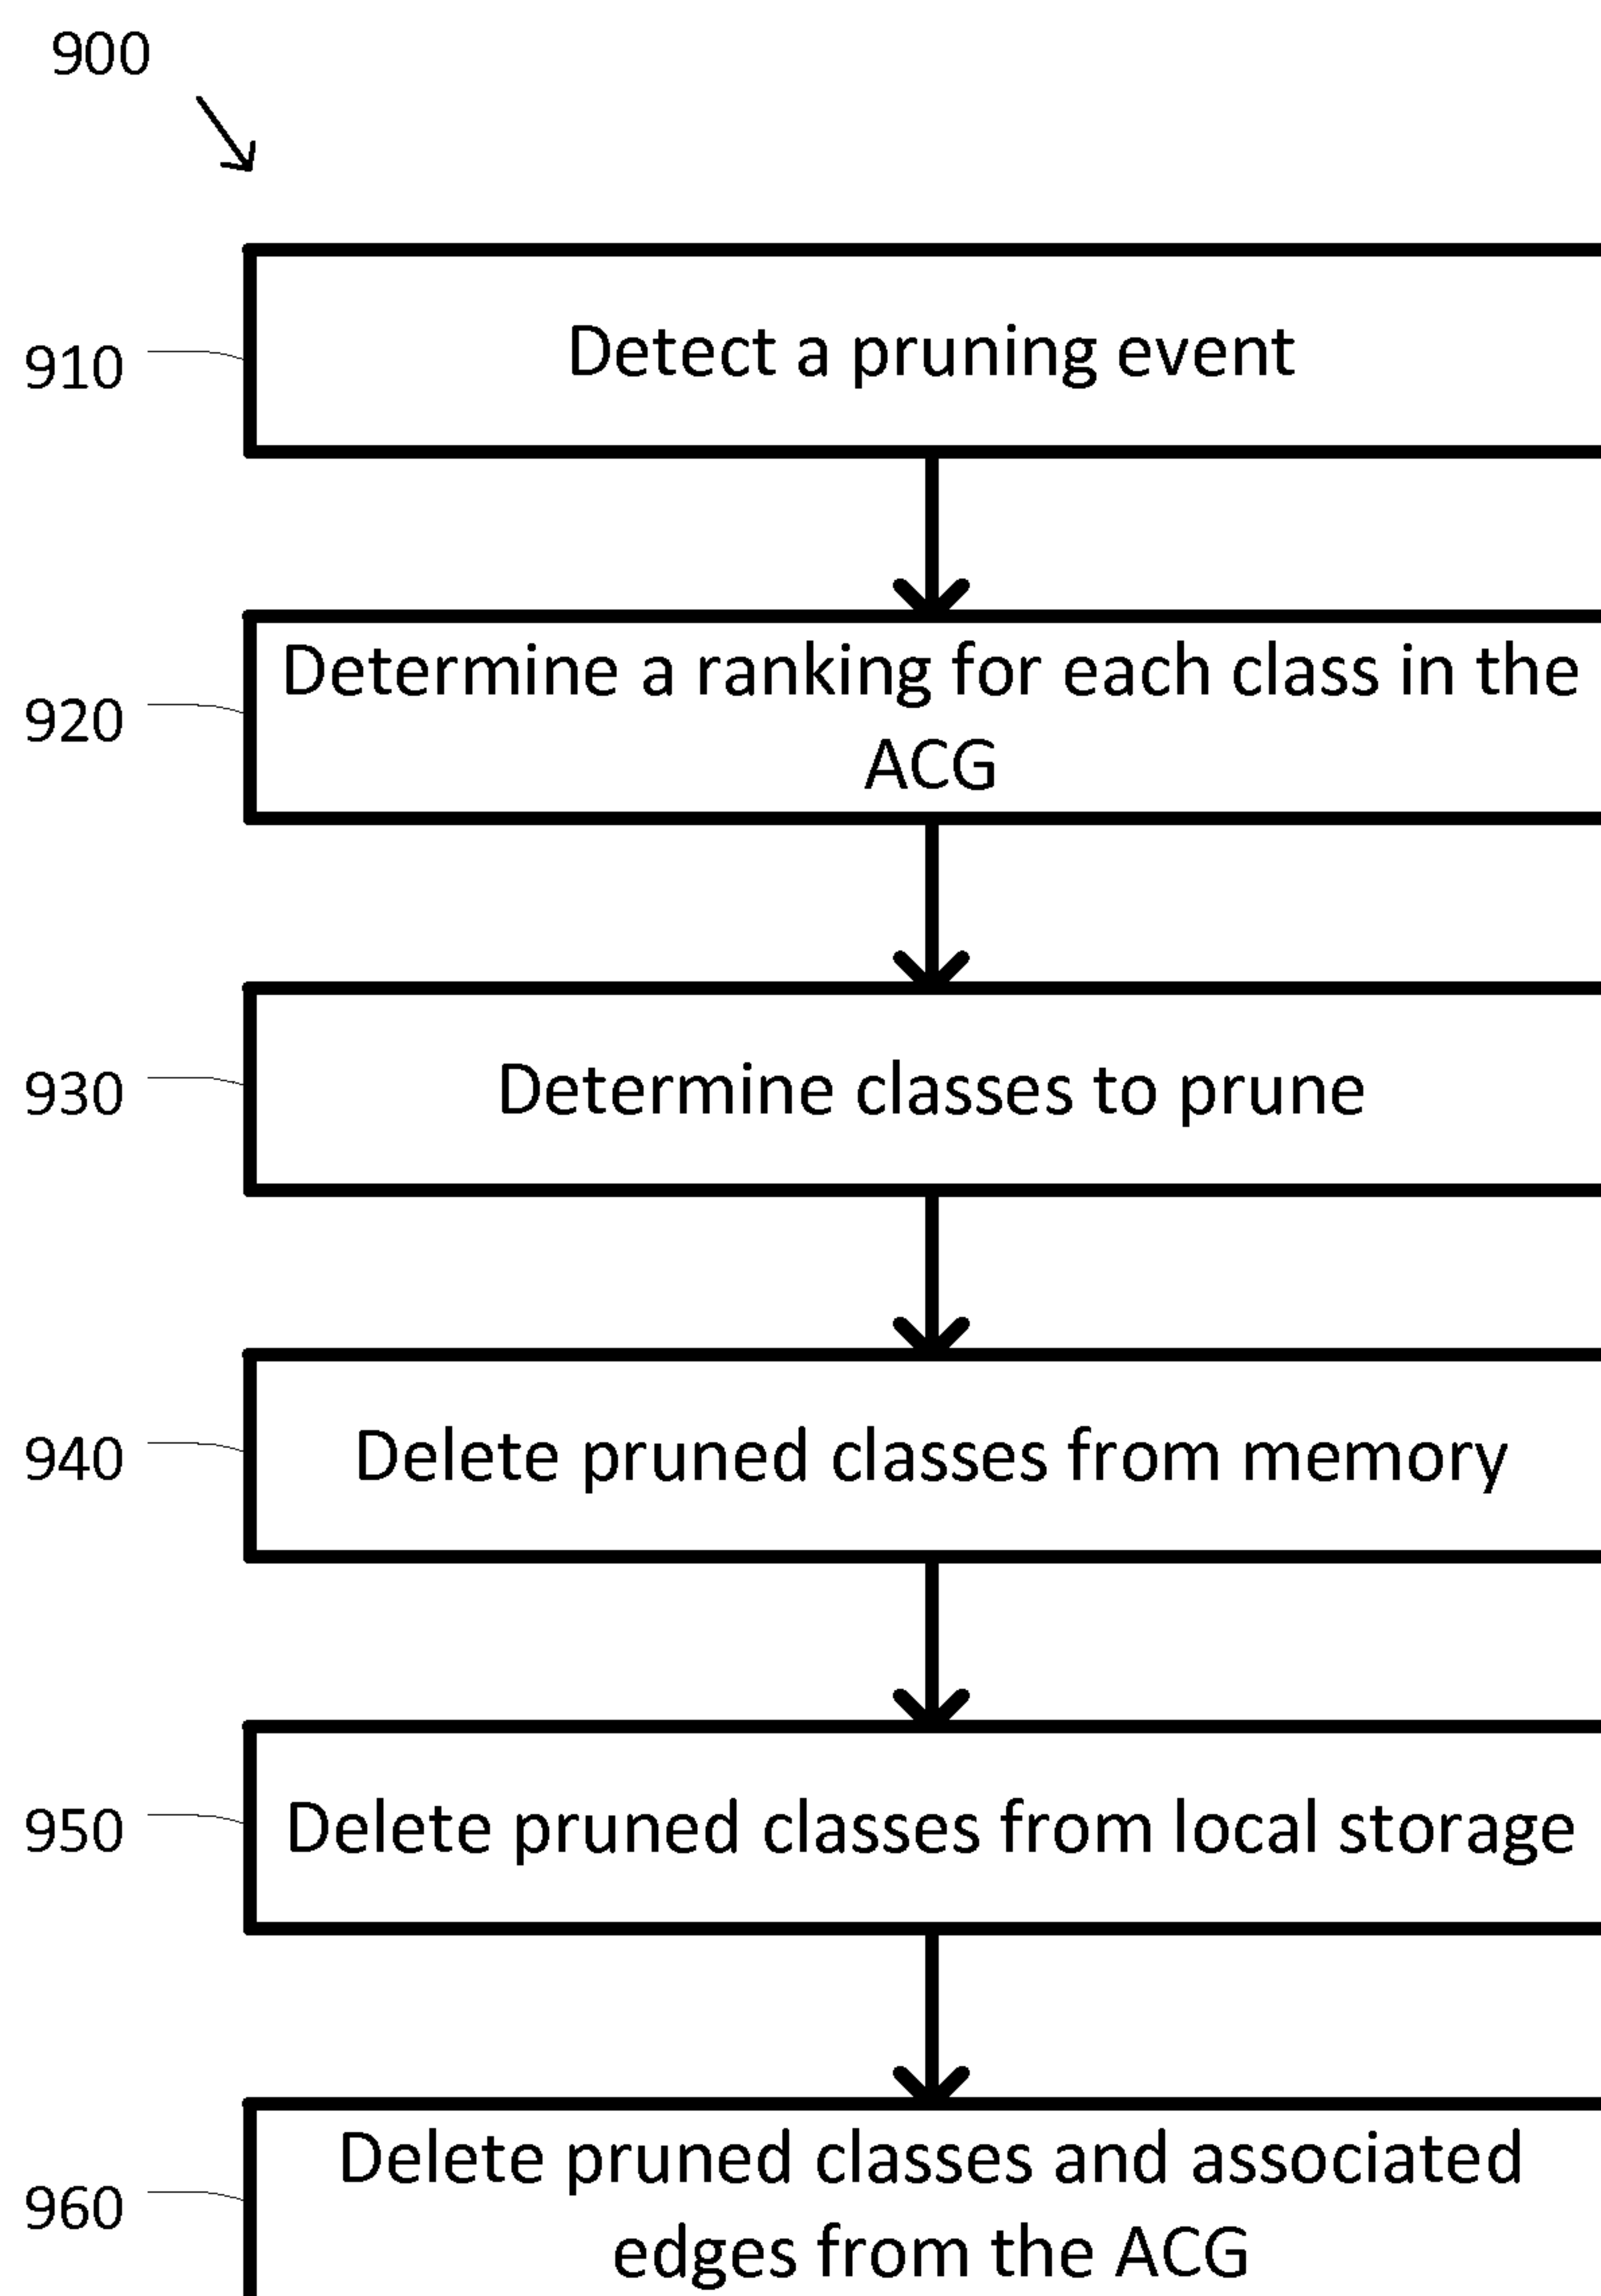 900
910
Detect a pruning event
920
Determine a ranking for each class in the
ACG
930
Determine classes to prune
940
Delete pruned classes from memory
950
Delete pruned classes from local storage
960
Delete pruned classes and associated
edges from the ACG